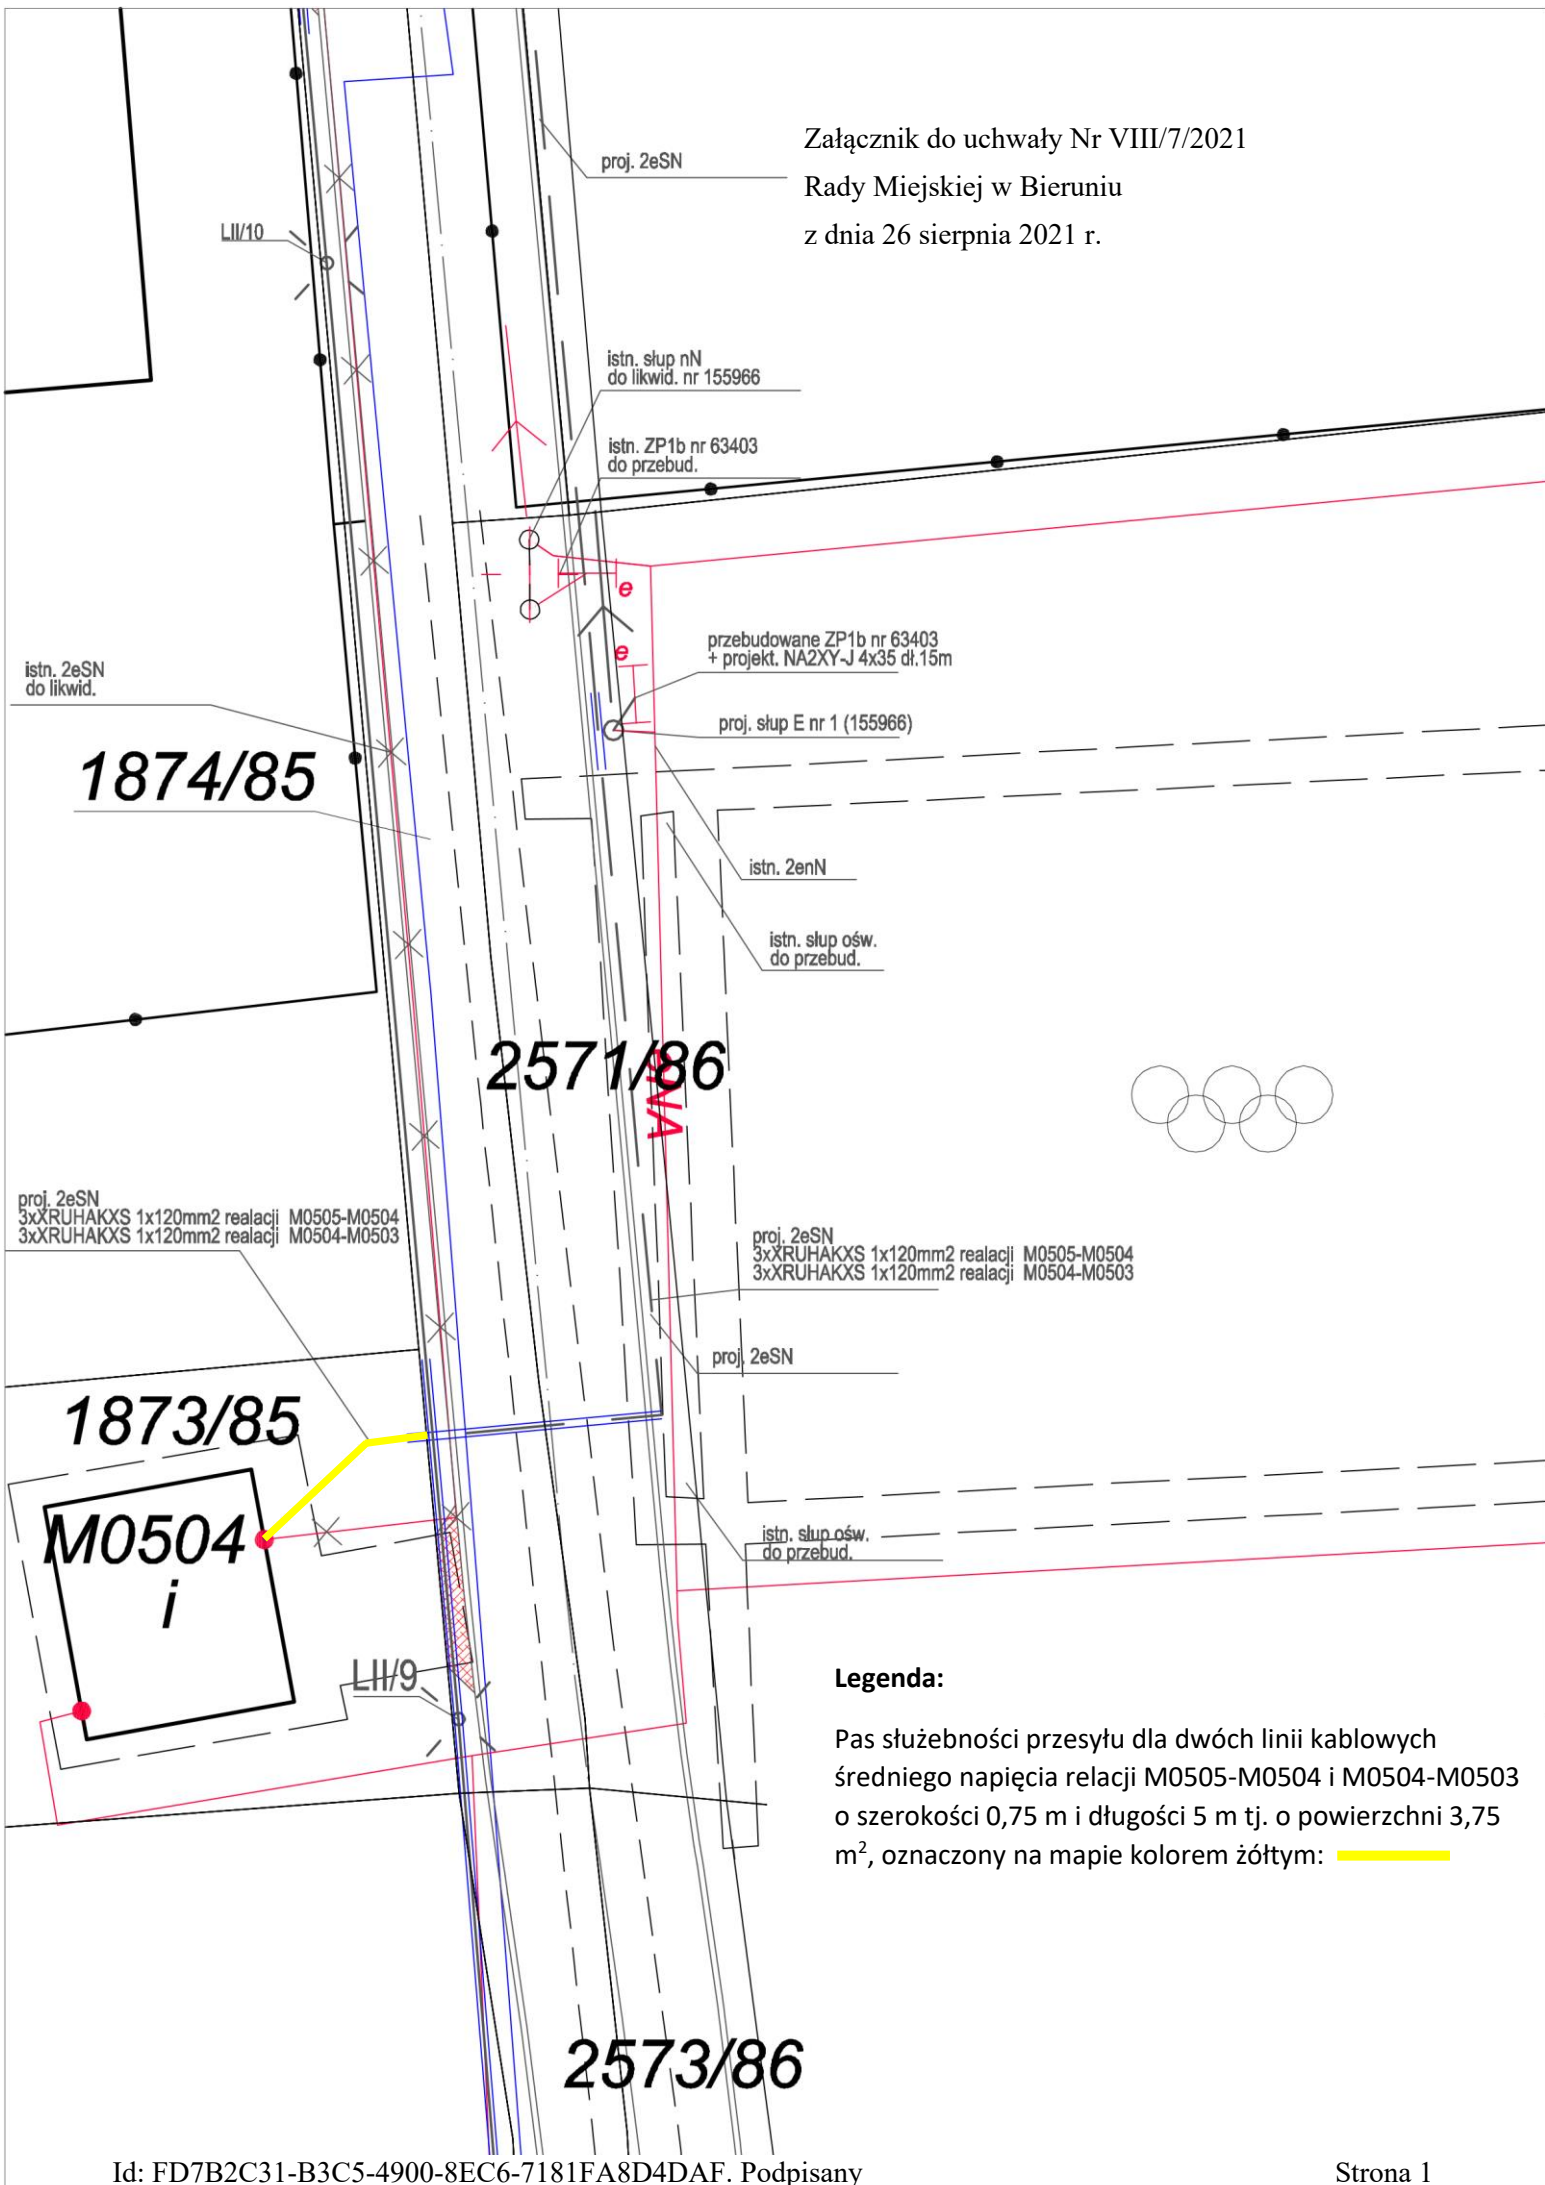 Załącznik do uchwały Nr VIII/7/2021
Rady Miejskiej w Bieruniu
z dnia 26 sierpnia 2021 r.
proj. 2eSN
LII/10
istn. słup nN
do likwid. nr 155966
istn. ZP1b nr 63403
do przebud.
e
e
przebudowane ZP1b nr 63403
+ projekt. NA2XY-J 4x35 dł.15m
istn. 2eSN
do likwid.
proj. słup E nr 1 (155966)
1874/85
istn. 2enN
istn. słup ośw.
do przebud.
2571/86
proj. 2eSN
3xXRUHAKXS 1x120mm2 realacji M0505-M0504
3xXRUHAKXS 1x120mm2 realacji M0504-M0503
proj. 2eSN
3xXRUHAKXS 1x120mm2 realacji M0505-M0504
3xXRUHAKXS 1x120mm2 realacji M0504-M0503
proj. 2eSN
1873/85
M0504
i
istn. słup ośw.
do przebud.
LII/9
Legenda:
Pas służebności przesyłu dla dwóch linii kablowych
średniego napięcia relacji M0505-M0504 i M0504-M0503
o szerokości 0,75 m i długości 5 m tj. o powierzchni 3,75
m², oznaczony na mapie kolorem żółtym:
2573/86
Id: FD7B2C31-B3C5-4900-8EC6-7181FA8D4DAF. Podpisany
Strona 1